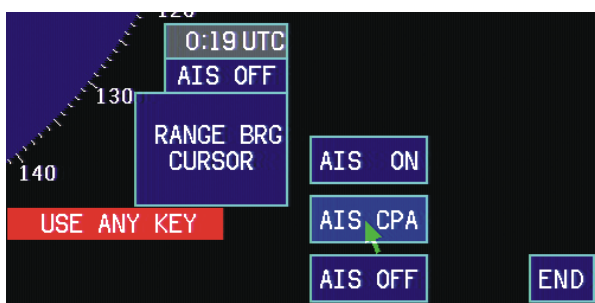 120
0:19 UTC
AIS OFF
130
RANGE BRG
CURSOR
140
AIS ON
USE ANY KEY
AIS CPA
AIS OFF
END